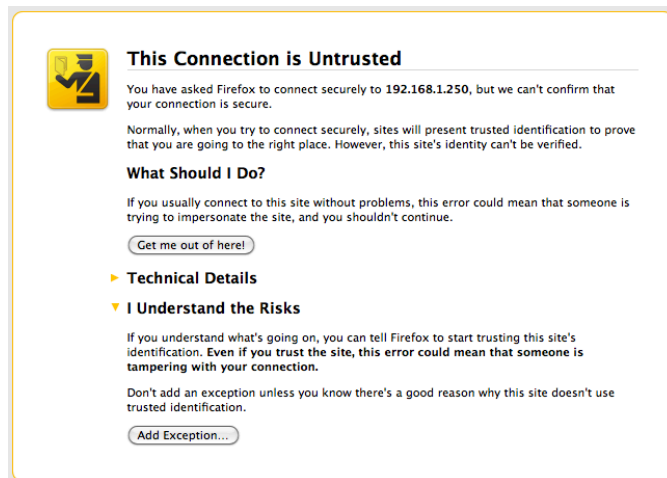 This Connection is Untrusted
You have asked Firefox to connect securely to 192.168.1.250, but we can't confirm that
your connection is secure.
Normally, when you try to connect securely, sites will present trusted identification to prove
that you are going to the right place. However, this site's identity can't be verified.
What Should I Do?
If you usually connect to this site without problems, this error could mean that someone is
trying to impersonate the site, and you shouldn't continue.
Get me out of here!
Technical Details
I Understand the Risks
If you understand what's going on, you can tell Firefox to start trusting this site's
identification. Even if you trust the site, this error could mean that someone is
tampering with your connection.
Don't add an exception unless you know there's a good reason why this site doesn't use
trusted identification.
Add Exception...